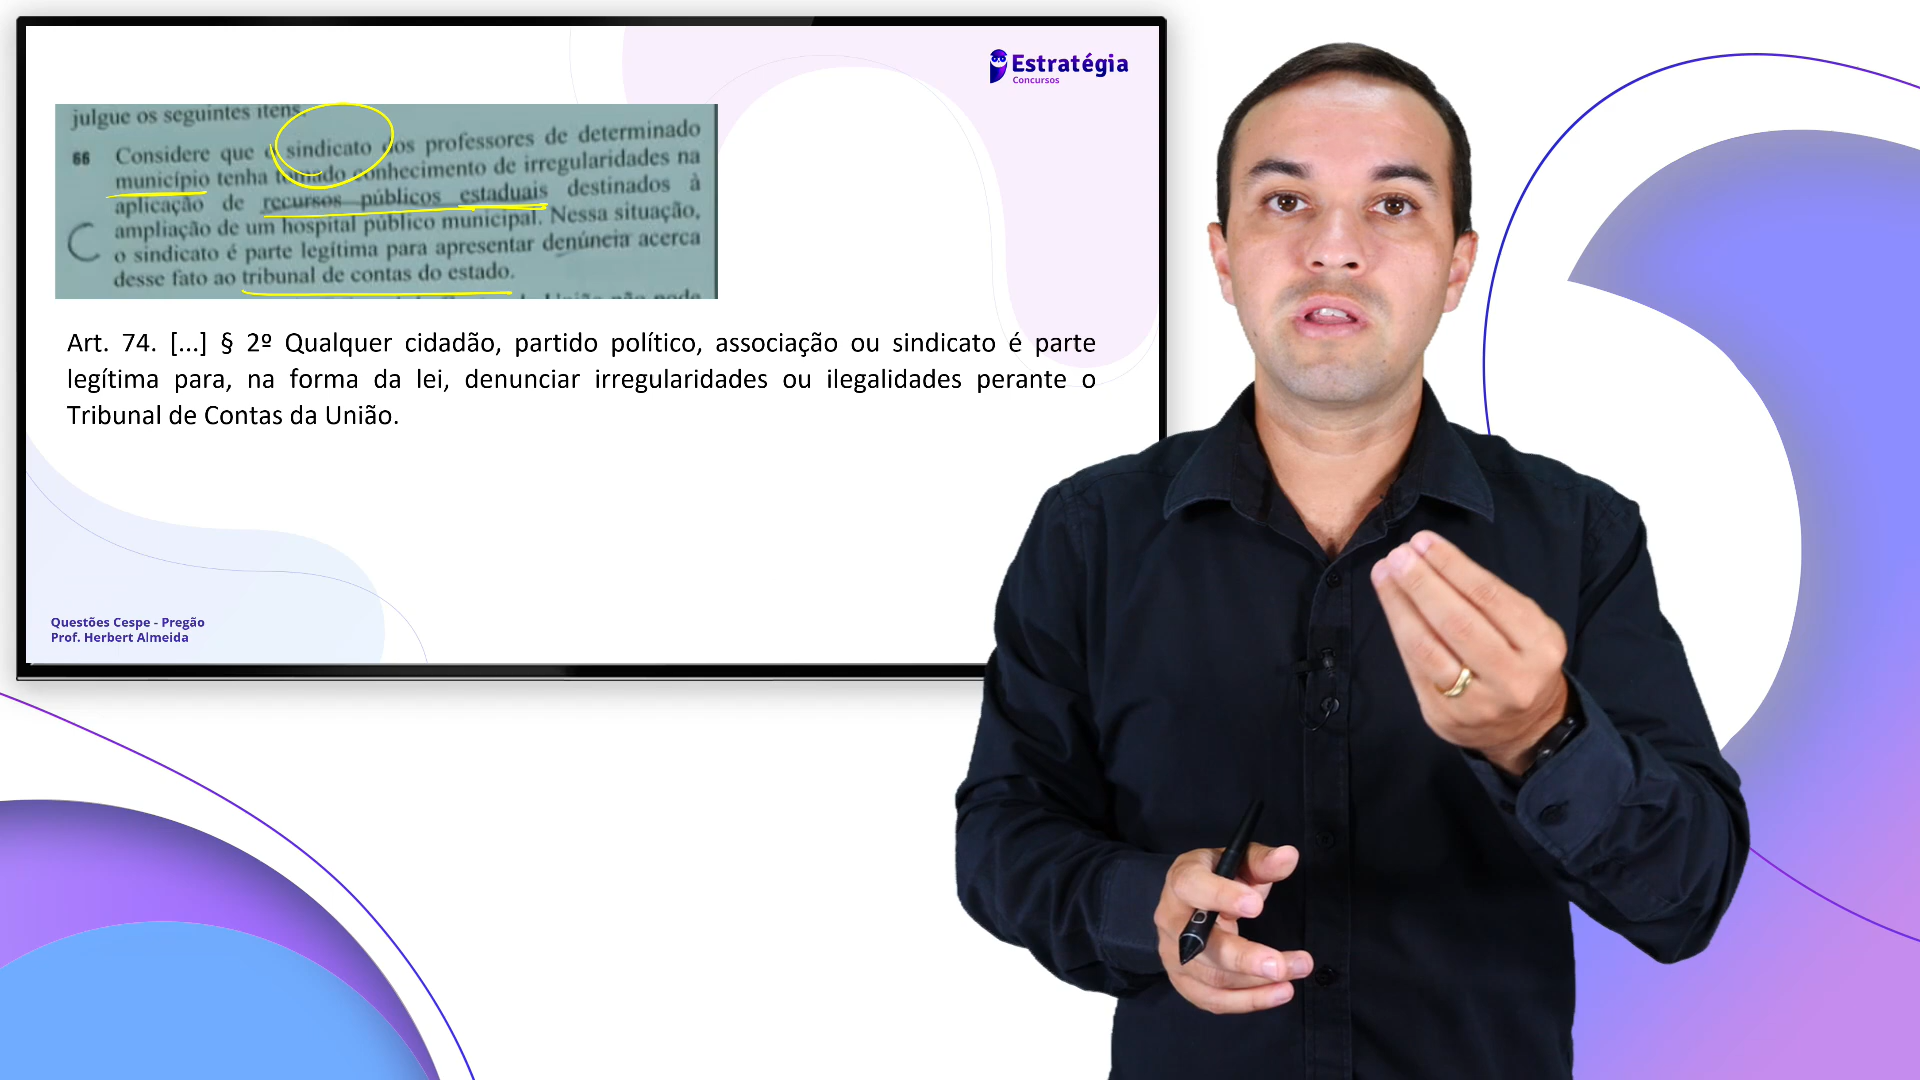 Estratégia
Concursos
julgue os seguintes itens.
66 Considere que o sindicato dos professores de determinado
município tenha tomado conhecimento de irregularidades na
aplicação de recursos públicos estaduais destinados à
ampliação de um hospital público municipal. Nessa situação,
C o sindicato é parte legítima para apresentar denúncia acerca
desse fato ao tribunal de contas do estado.
Art. 74. [...] § 2º Qualquer cidadão, partido político, associação ou sindicato é parte
legítima para, na forma da lei, denunciar irregularidades ou ilegalidades perante o
Tribunal de Contas da União.
Questões Cespe - Pregão
Prof. Herbert Almeida